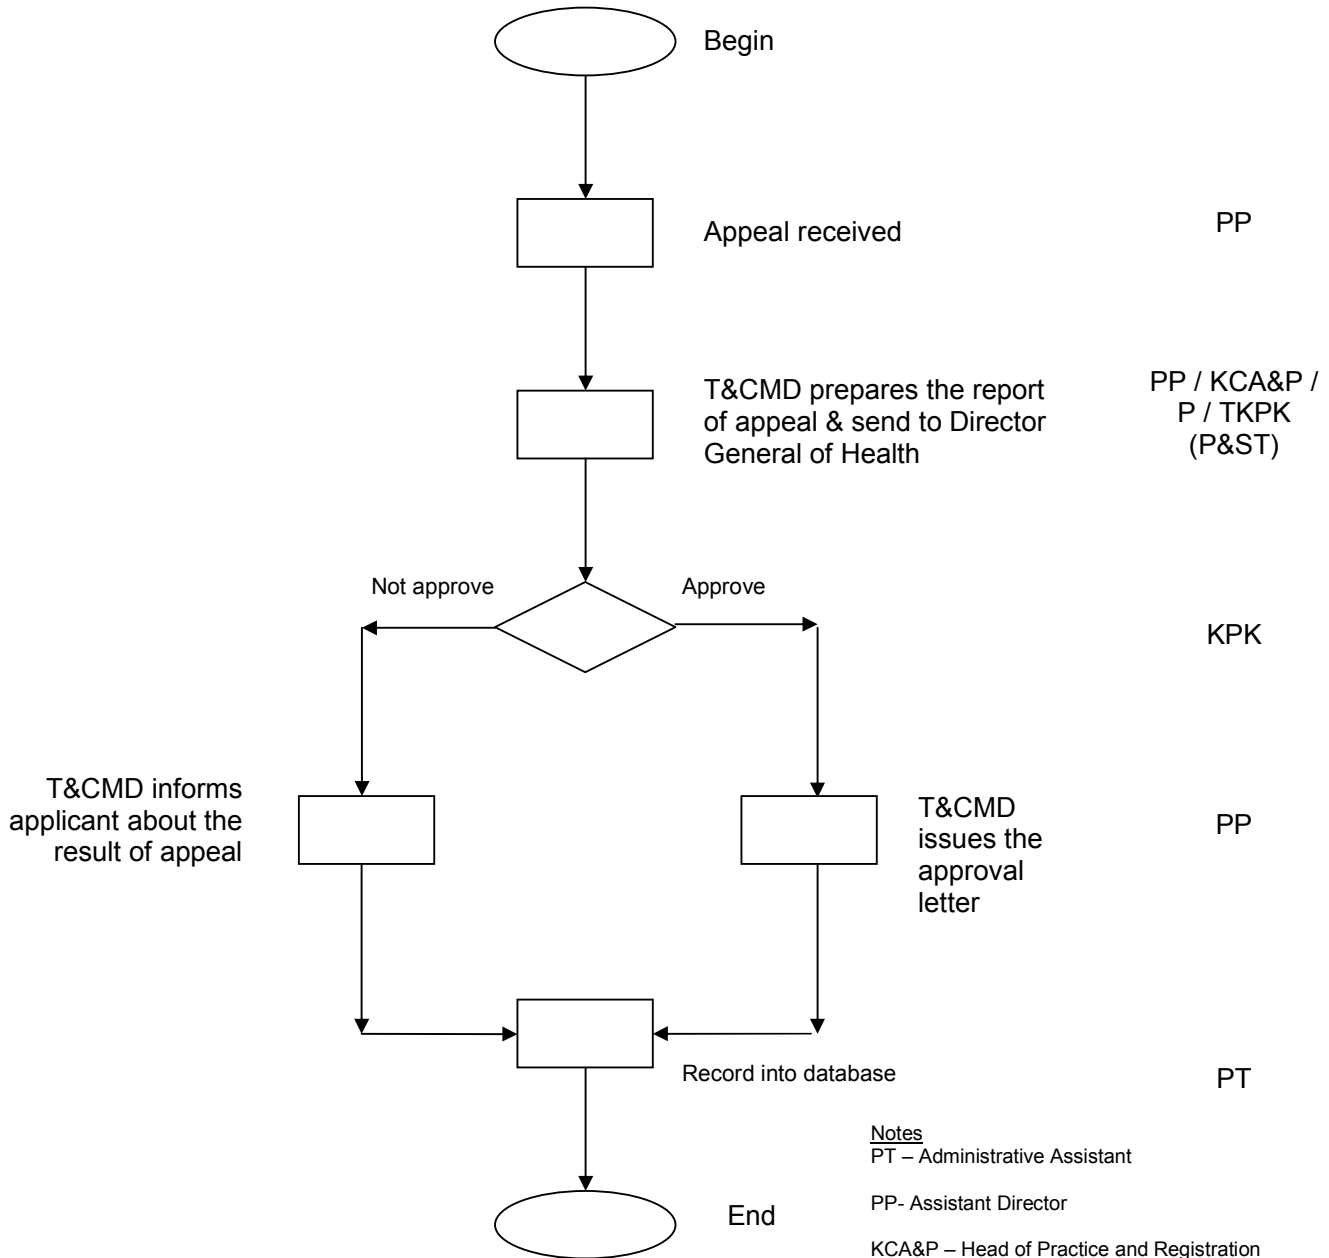 Begin
Appeal received
PP
T&CMD prepares the report
of appeal & send to Director
General of Health
PP / KCA&P /
P / TKPK
(P&ST)
Not approve
Approve
KPK
T&CMD informs
applicant about the
result of appeal
T&CMD
issues the
approval
letter
PP
Record into database
PT
Notes
PT – Administrative Assistant
PP- Assistant Director
KCA&P – Head of Practice and Registration
End